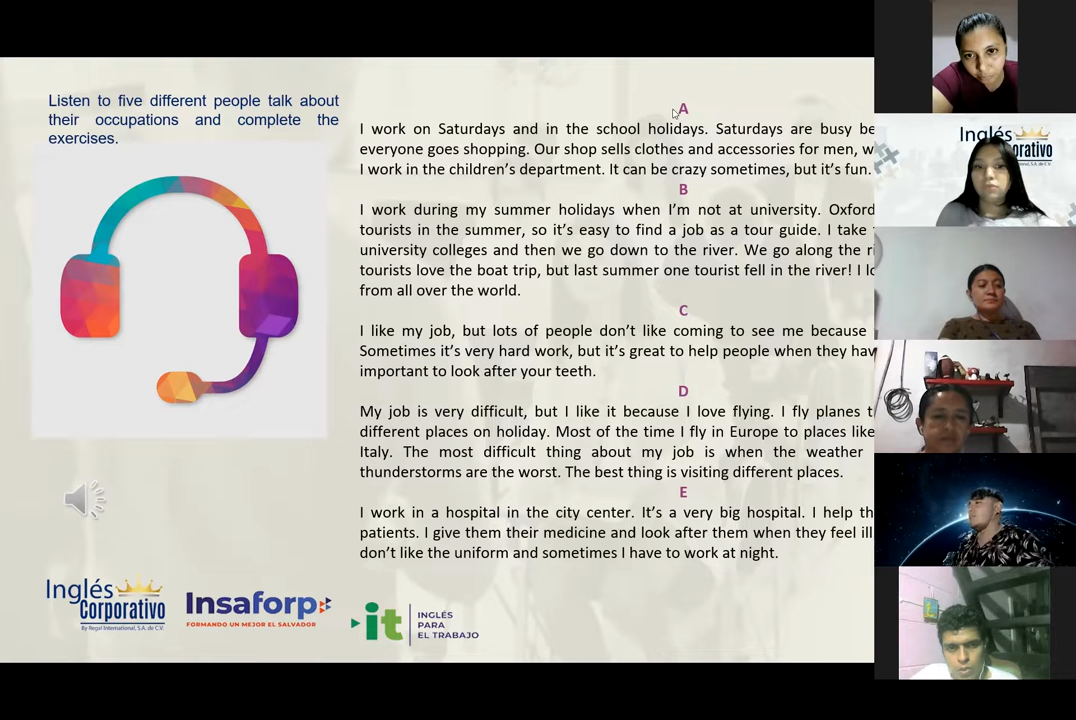 Listen to five different people talk about
their occupations and complete the
exercises.
A
I work on Saturdays and in the school holidays. Saturdays are busy be
everyone goes shopping. Our shop sells clothes and accessories for men, w
I work in the children's department. It can be crazy sometimes, but it's fun.
B
I work during my summer holidays when I'm not at university. Oxford
tourists in the summer, so it's easy to find a job as a tour guide. I take
university colleges and then we go down to the river. We go along the ri
tourists love the boat trip, but last summer one tourist fell in the river! I lo
from all over the world.
C
I like my job, but lots of people don't like coming to see me because
Sometimes it's very hard work, but it's great to help people when they hav
important to look after your teeth.
D
My job is very difficult, but I like it because I love flying. I fly planes t
different places on holiday. Most of the time I fly in Europe to places like
Italy. The most difficult thing about my job is when the weather
thunderstorms are the worst. The best thing is visiting different places.
E
I work in a hospital in the city center. It's a very big hospital. I help th
patients. I give them their medicine and look after them when they feel ill
don't like the uniform and sometimes I have to work at night.
Inglés
Corporativo
By Regal International, S.A. de C.V.
Insaforp
FORMANDO UN MEJOR EL SALVADOR
it
INGLÉS
PARA
EL TRABAJO
Inglés
orativo